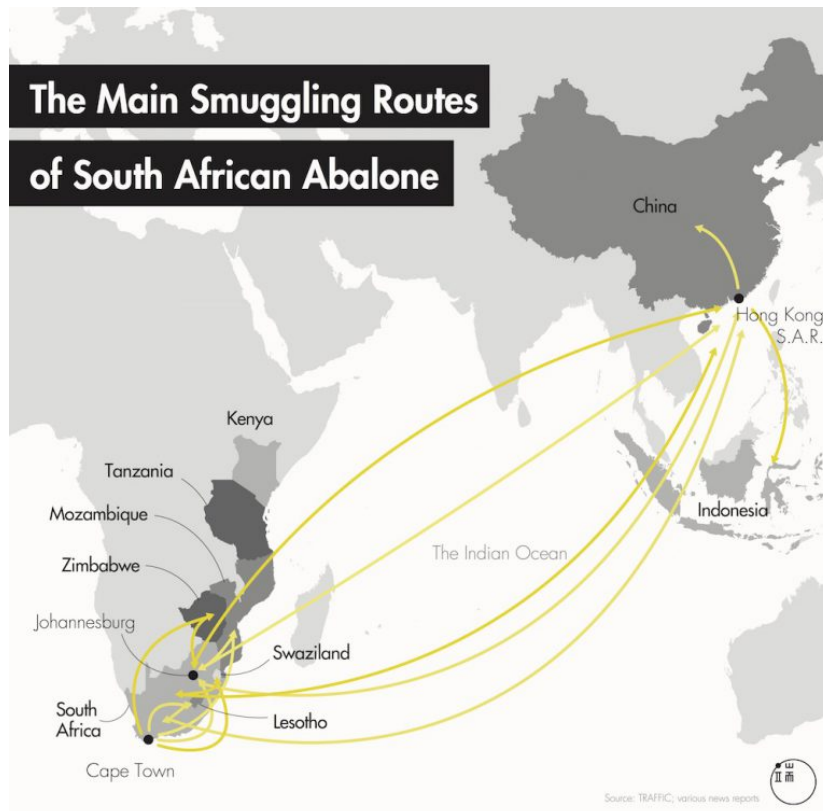 The Main Smuggling Routes
of South African Abalone
China
Hong Kong
S.A.R.
Kenya
Tanzania
Mozambique
Zimbabwe
Johannesburg
The Indian Ocean
Indonesia
Swaziland
South
Africa
Lesotho
Cape Town
Source: TRAFFIC; various news reports
端